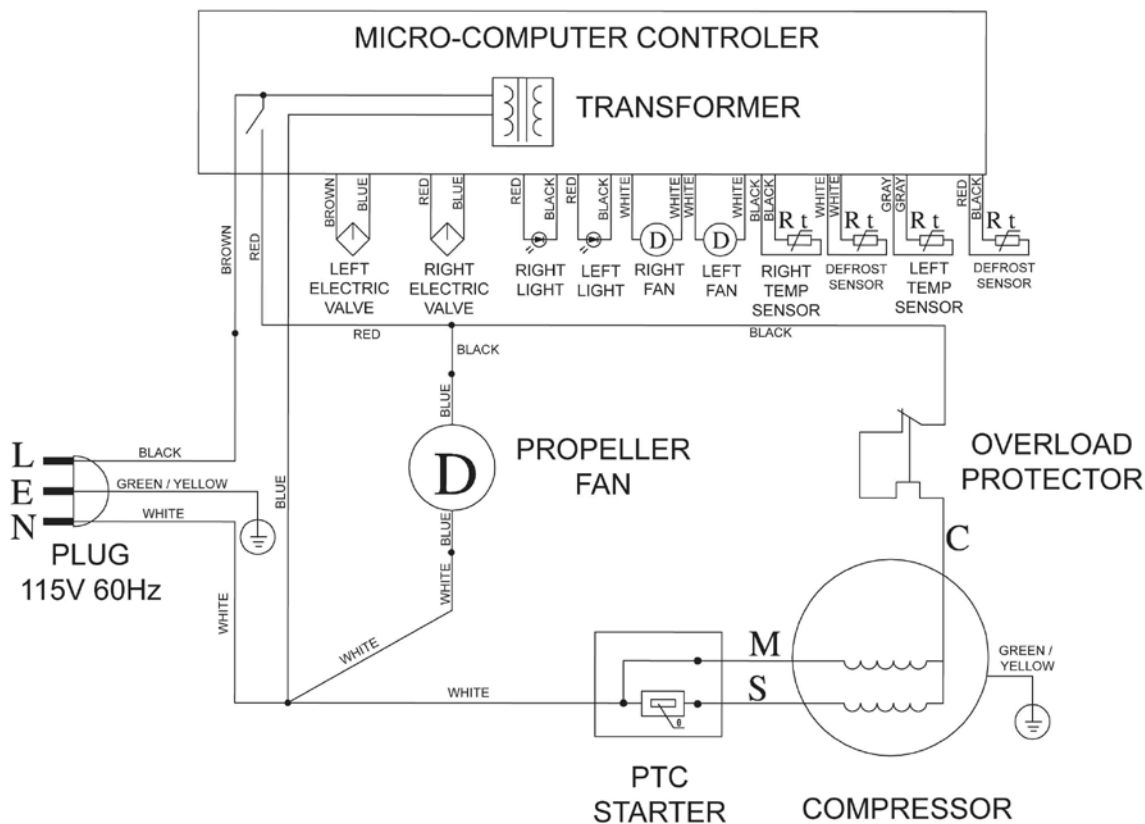 MICRO-COMPUTER CONTROLER
TRANSFORMER
BROWN
RED
BROWN
BLUE
LEFT
ELECTRIC
VALVE
RED
BLUE
RIGHT
ELECTRIC
VALVE
RED
BLACK
RIGHT
LIGHT
RED
BLACK
LEFT
LIGHT
WHITE
WHITE
D
RIGHT
FAN
WHITE
WHITE
D
LEFT
FAN
BLACK
BLACK
R t
RIGHT
TEMP
SENSOR
WHITE
WHITE
R t
DEFROST
SENSOR
GRAY
GRAY
R t
LEFT
TEMP
SENSOR
RED
BLACK
R t
DEFROST
SENSOR
RED
BLACK
BLACK
BLUE
D
PROPELLER
FAN
BLUE
WHITE
WHITE
OVERLOAD
PROTECTOR
L
BLACK
E
GREEN / YELLOW
N
WHITE
PLUG
115V 60Hz
BLUE
WHITE
WHITE
C
M
S
θ
GREEN /
YELLOW
PTC
STARTER
COMPRESSOR